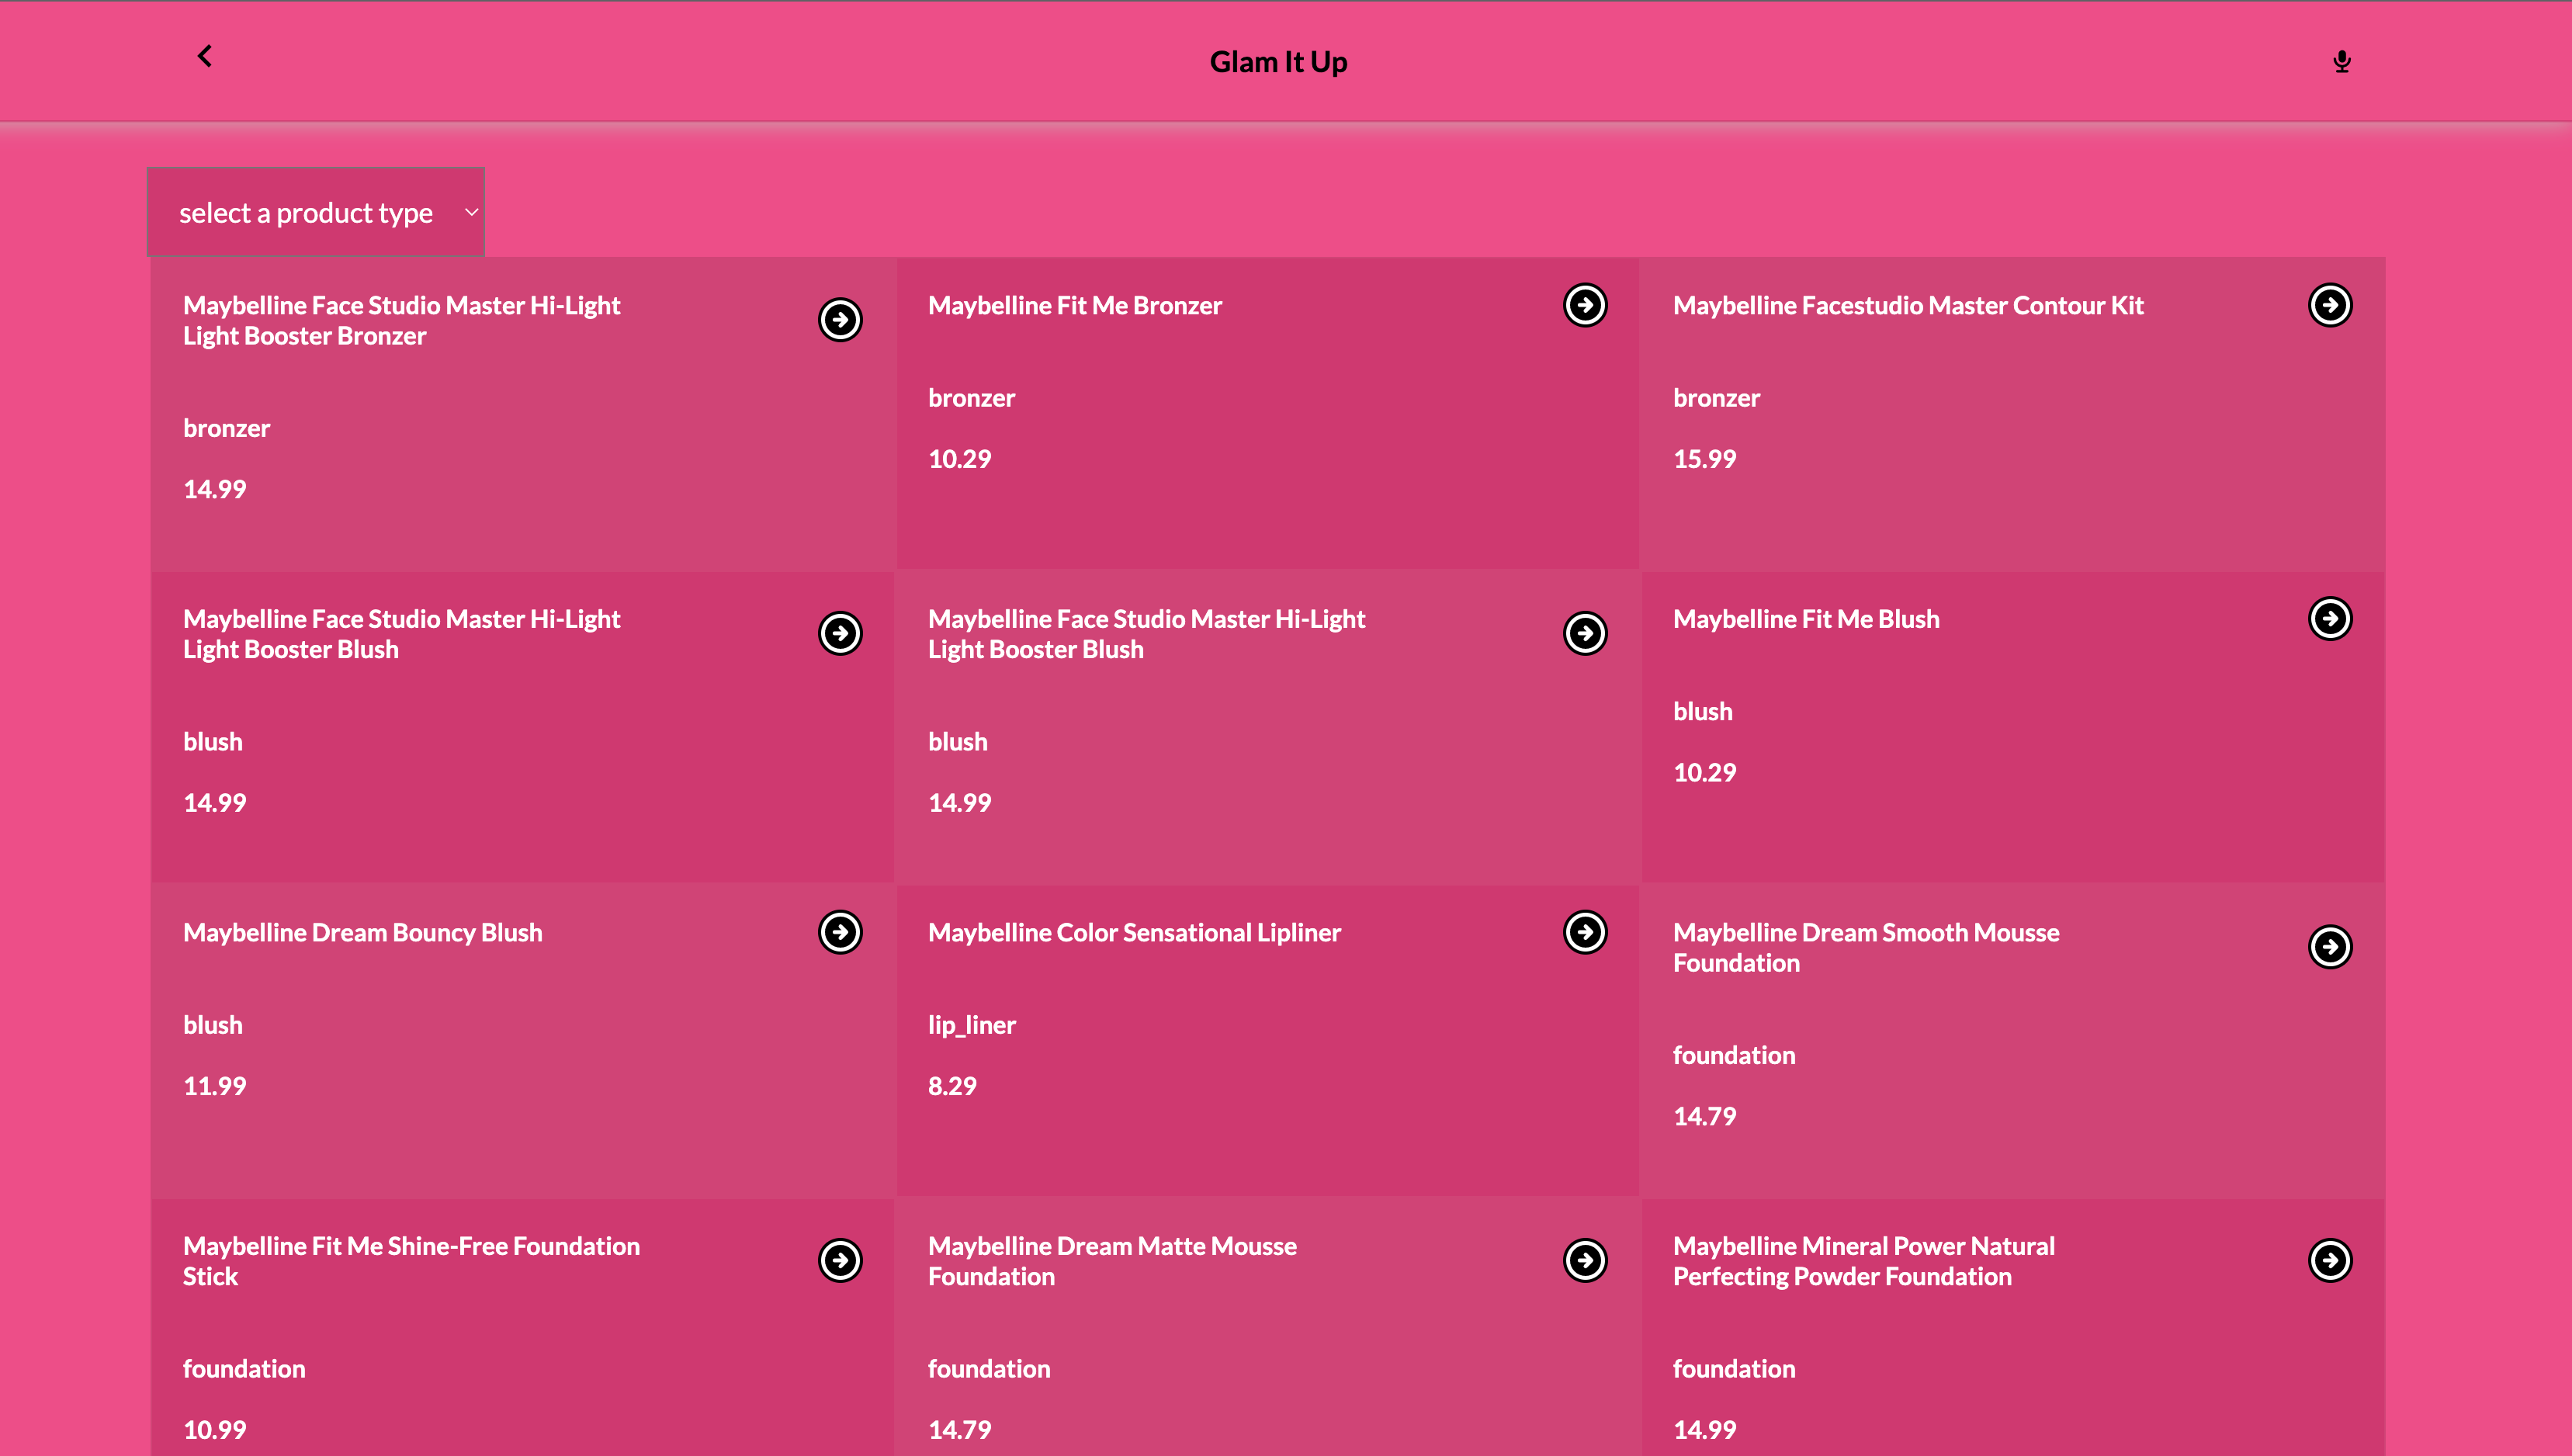 Glam It Up
select a product type
Maybelline Face Studio Master Hi-Light
Light Booster Bronzer
bronzer
14.99
Maybelline Fit Me Bronzer
bronzer
10.29
Maybelline Facestudio Master Contour Kit
bronzer
15.99
Maybelline Face Studio Master Hi-Light
Light Booster Blush
blush
14.99
Maybelline Face Studio Master Hi-Light
Light Booster Blush
blush
14.99
Maybelline Fit Me Blush
blush
10.29
Maybelline Dream Bouncy Blush
blush
11.99
Maybelline Color Sensational Lipliner
lip_liner
8.29
Maybelline Dream Smooth Mousse
Foundation
foundation
14.79
Maybelline Fit Me Shine-Free Foundation
Stick
foundation
10.99
Maybelline Dream Matte Mousse
Foundation
foundation
14.79
Maybelline Mineral Power Natural
Perfecting Powder Foundation
foundation
14.99